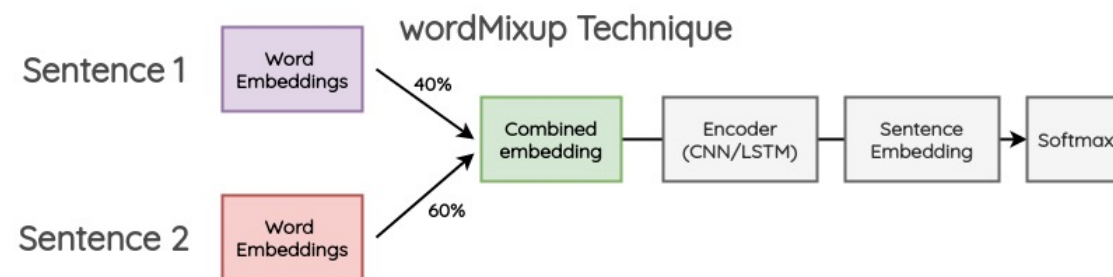 wordMixup Technique
Sentence 1
Word
Embeddings
40%
Combined
embedding
Encoder
(CNN/LSTM)
Sentence
Embedding
Softmax
60%
Sentence 2
Word
Embeddings